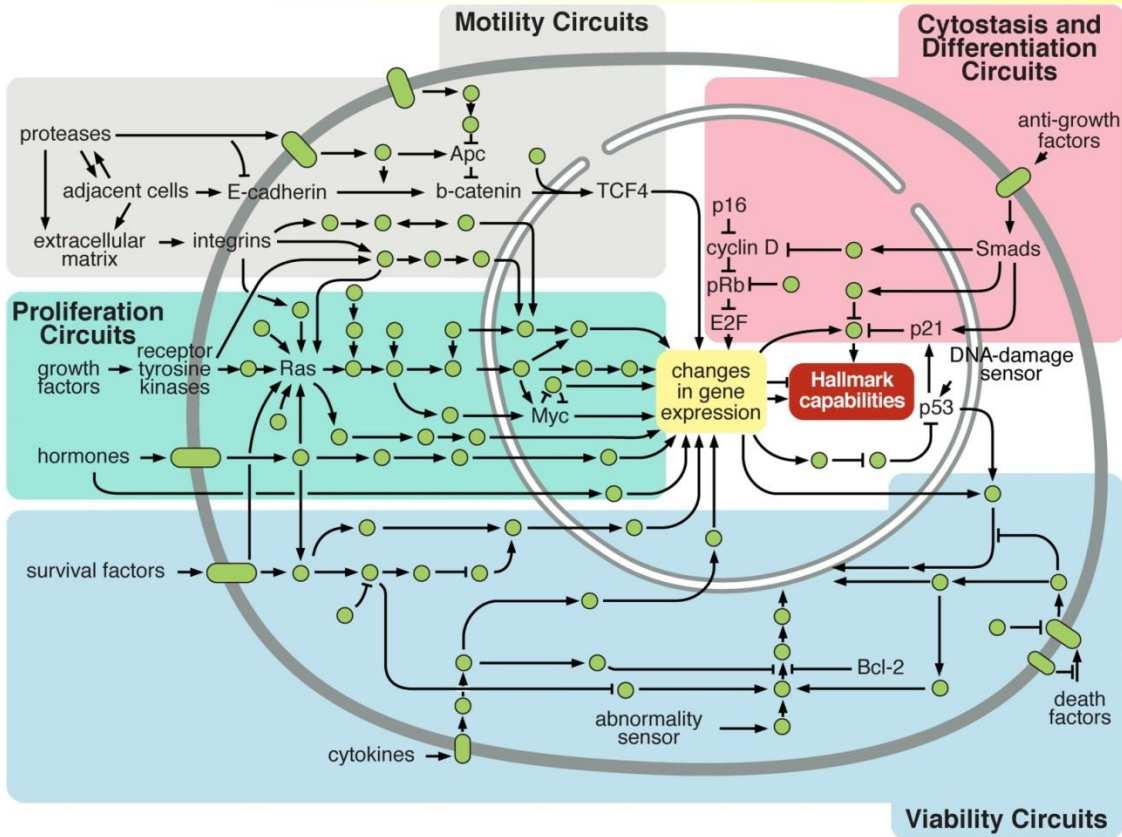 Motility Circuits
Cytostasis and
Differentiation
Circuits
proteases
anti-growth
factors
Apc
adjacent cells
E-cadherin
b-catenin
TCF4
p16
extracellular
matrix
integrins
cyclin D
Smads
pRb
Proliferation
Circuits
E2F
p21
growth
factors
receptor
tyrosine
kinases
Ras
changes
in gene
expression
DNA-damage
sensor
Hallmark
capabilities
p53
Myc
hormones
survival factors
Bcl-2
abnormality
sensor
death
factors
cytokines
Viability Circuits